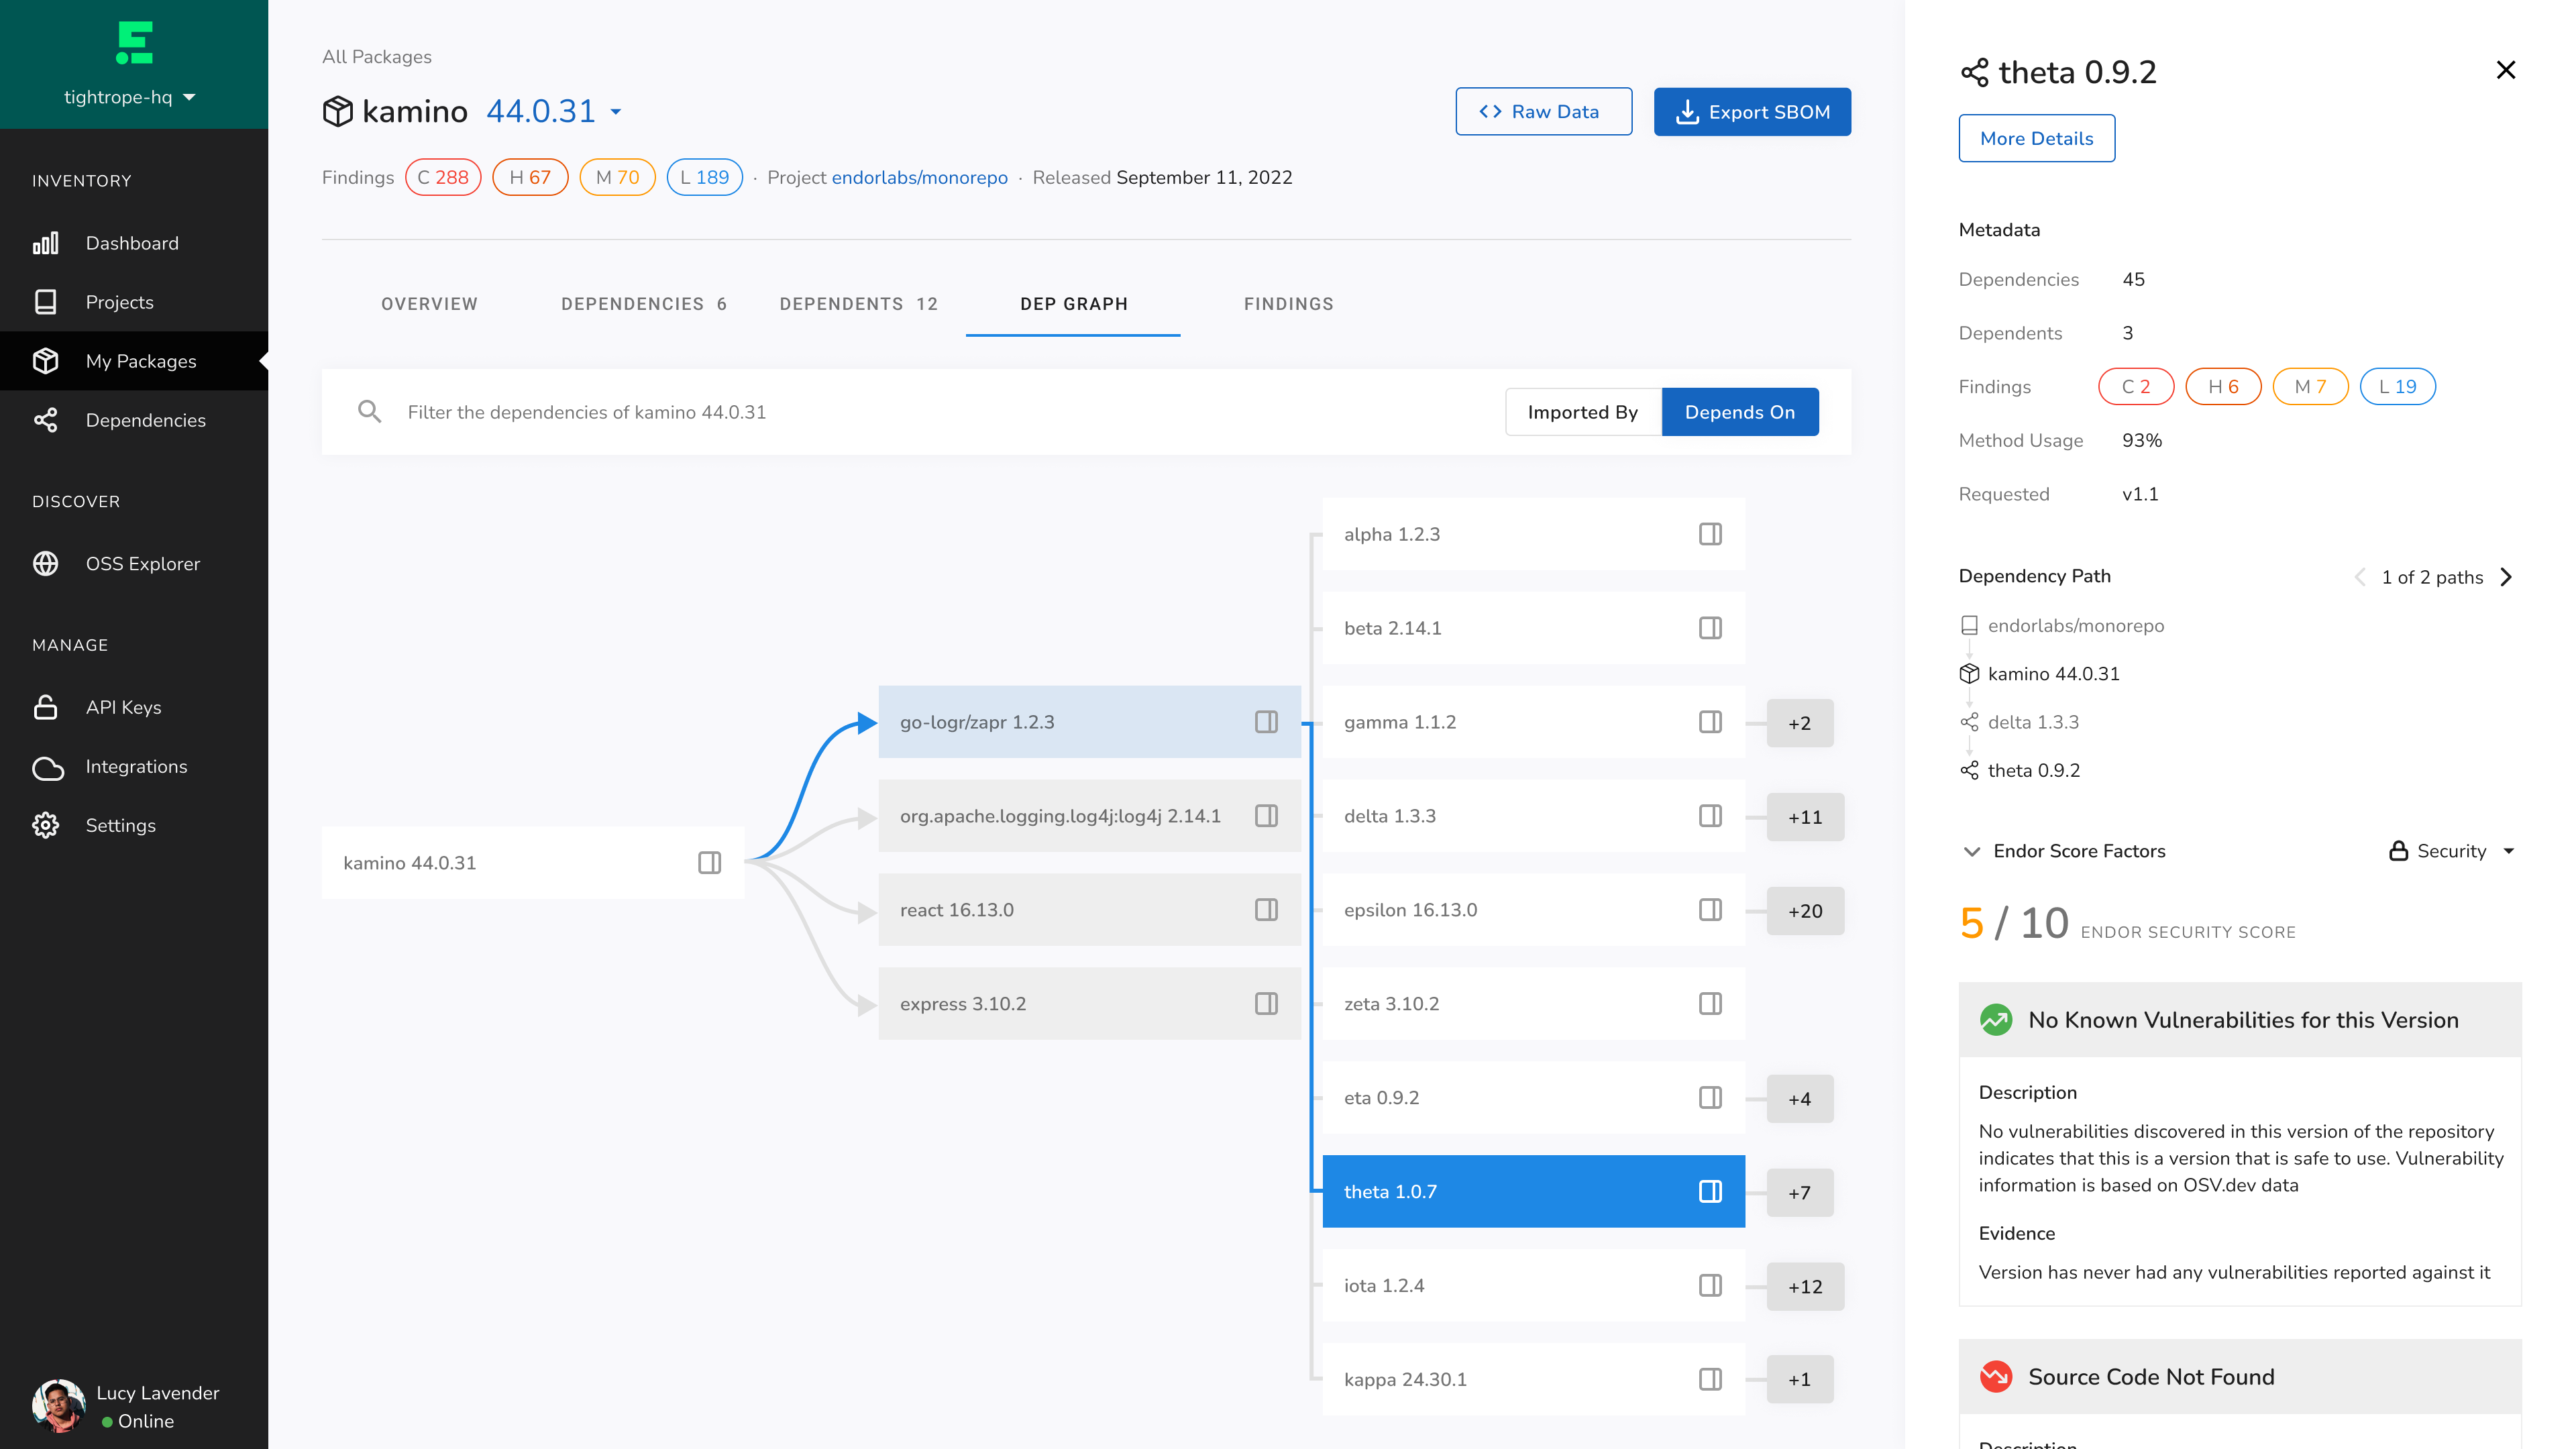 tightrope-hq
INVENTORY
Dashboard
Projects
My Packages
Dependencies
DISCOVER
OSS Explorer
MANAGE
API Keys
Integrations
Settings
Lucy Lavender
Online
All Packages
kamino 44.0.31
Raw Data
Export SBOM
Findings C 288 H 67 M 70 L 189 · Project endorlabs/monorepo · Released September 11, 2022
OVERVIEW DEPENDENCIES 6 DEPENDENTS 12 DEP GRAPH FINDINGS
Filter the dependencies of kamino 44.0.31
Imported By Depends On
kamino 44.0.31
go-logr/zapr 1.2.3
org.apache.logging.log4j:log4j 2.14.1
react 16.13.0
express 3.10.2
alpha 1.2.3
beta 2.14.1
gamma 1.1.2 +2
delta 1.3.3 +11
epsilon 16.13.0 +20
zeta 3.10.2
eta 0.9.2 +4
theta 1.0.7 +7
iota 1.2.4 +12
kappa 24.30.1 +1
theta 0.9.2
More Details
Metadata
Dependencies 45
Dependents 3
Findings C 2 H 6 M 7 L 19
Method Usage 93%
Requested v1.1
Dependency Path 1 of 2 paths
endorlabs/monorepo
kamino 44.0.31
delta 1.3.3
theta 0.9.2
Endor Score Factors Security
5 / 10 ENDOR SECURITY SCORE
No Known Vulnerabilities for this Version
Description
No vulnerabilities discovered in this version of the repository
indicates that this is a version that is safe to use. Vulnerability
information is based on OSV.dev data
Evidence
Version has never had any vulnerabilities reported against it
Source Code Not Found
Description